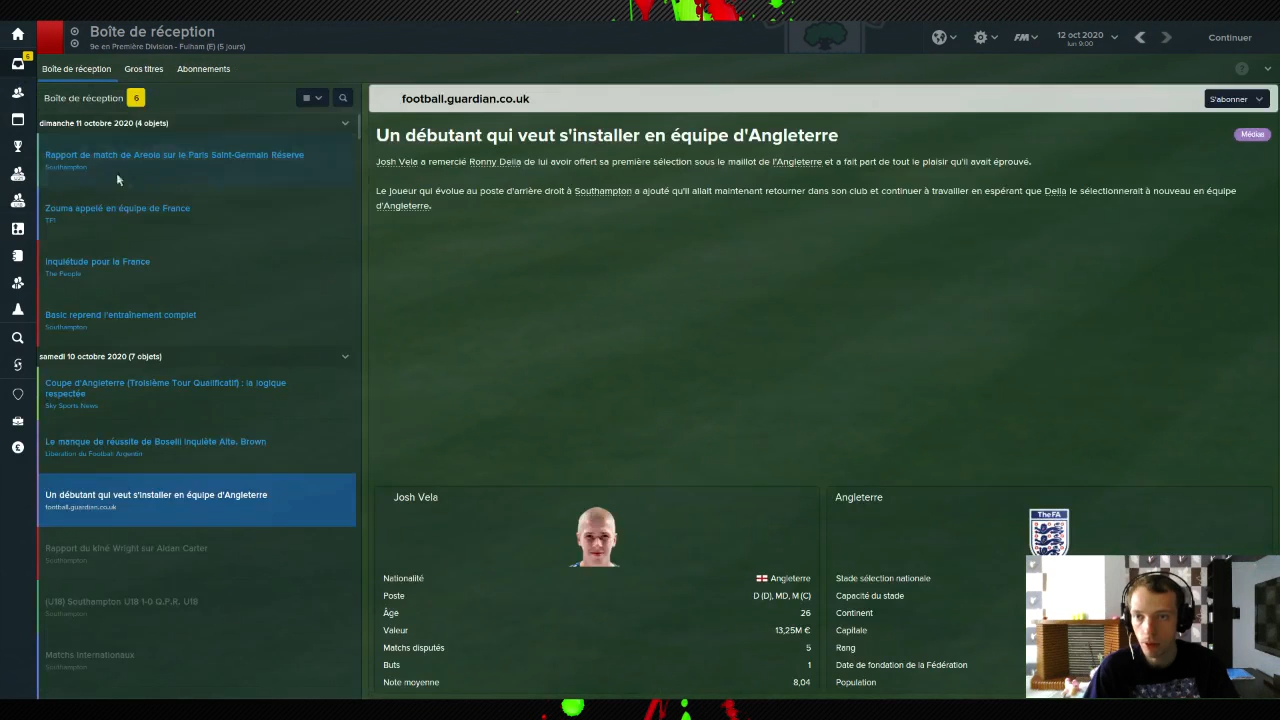 Boîte de réception
9e en Première Division - Fulham (E) (5 jours)
FM
12 oct 2020
lun 9:00
Continuer
6
Boîte de réception
Gros titres
Abonnements
Boîte de réception 6
football.guardian.co.uk
S'abonner
dimanche 11 octobre 2020 (4 objets)
Rapport de match de Areola sur le Paris Saint-Germain Réserve
Southampton
Zouma appelé en équipe de France
TF1
Inquiétude pour la France
The People
Basic reprend l'entraînement complet
Southampton
samedi 10 octobre 2020 (7 objets)
Coupe d'Angleterre (Troisième Tour Qualificatif) : la logique
respectée
Sky Sports News
Le manque de réussite de Boselli inquiète Alte. Brown
Libération du Football Argentin
Un débutant qui veut s'installer en équipe d'Angleterre
football.guardian.co.uk
Rapport du kiné Wright sur Aidan Carter
Southampton
(U18) Southampton U18 1-0 Q.P.R. U18
Southampton
Matchs Internationaux
Southampton
Un débutant qui veut s'installer en équipe d'Angleterre
Médias
Josh Vela a remercié Ronny Deila de lui avoir offert sa première sélection sous le maillot de l'Angleterre et a fait part de tout le plaisir qu'il avait éprouvé.
Le joueur qui évolue au poste d'arrière droit à Southampton a ajouté qu'il allait maintenant retourner dans son club et continuer à travailler en espérant que Deila le sélectionnerait à nouveau en équipe
d'Angleterre.
Josh Vela
Nationalité Angleterre
Poste D (D), MD, M (C)
Âge 26
Valeur 13,25M €
Matchs disputés 5
Buts 1
Note moyenne 8,04
Angleterre
The FA
Stade sélection nationale
Capacité du stade
Continent
Capitale
Rang
Date de fondation de la Fédération
Population